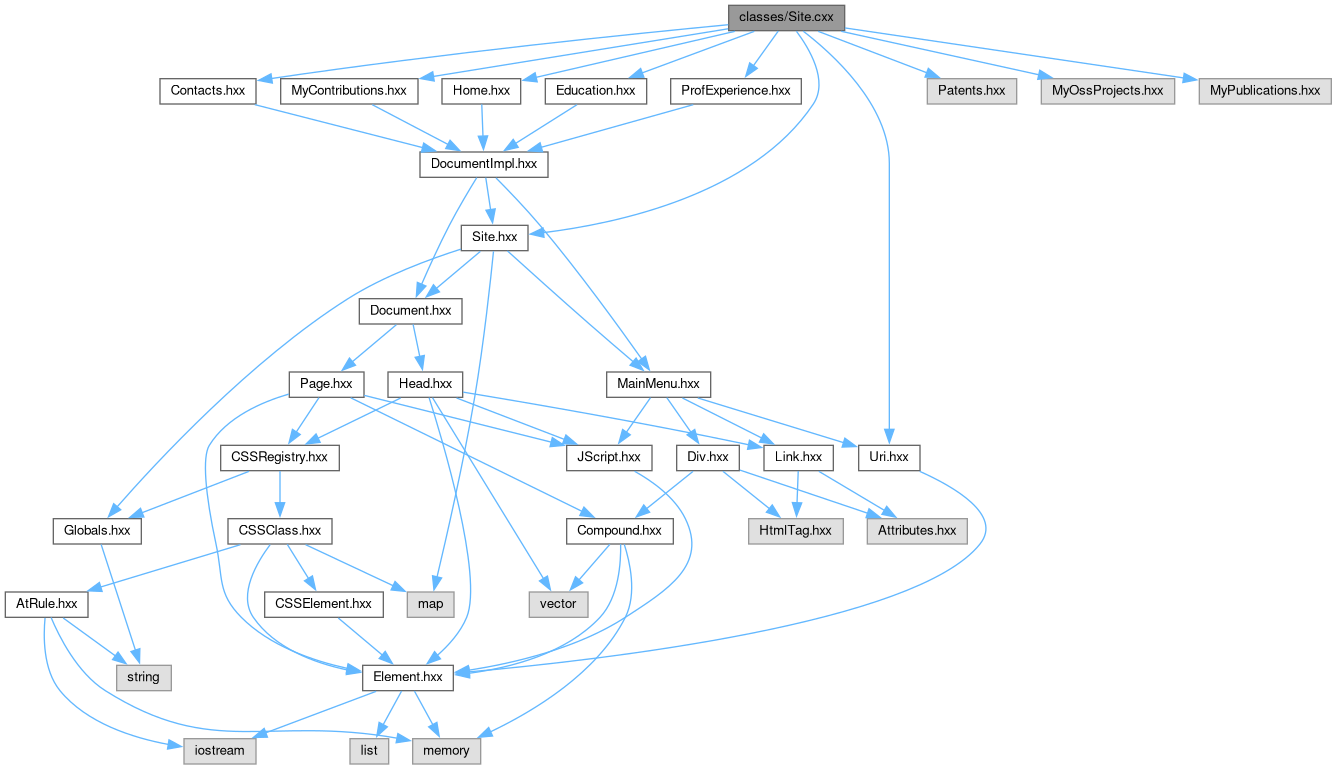 classes/Site.cxx
Contacts.hxx
MyContributions.hxx
Home.hxx
Education.hxx
ProfExperience.hxx
Patents.hxx
MyOssProjects.hxx
MyPublications.hxx
DocumentImpl.hxx
Site.hxx
Document.hxx
Page.hxx
Head.hxx
MainMenu.hxx
CSSRegistry.hxx
JScript.hxx
Div.hxx
Link.hxx
Uri.hxx
Globals.hxx
CSSClass.hxx
Compound.hxx
HtmlTag.hxx
Attributes.hxx
AtRule.hxx
CSSElement.hxx
map
vector
string
Element.hxx
iostream
list
memory